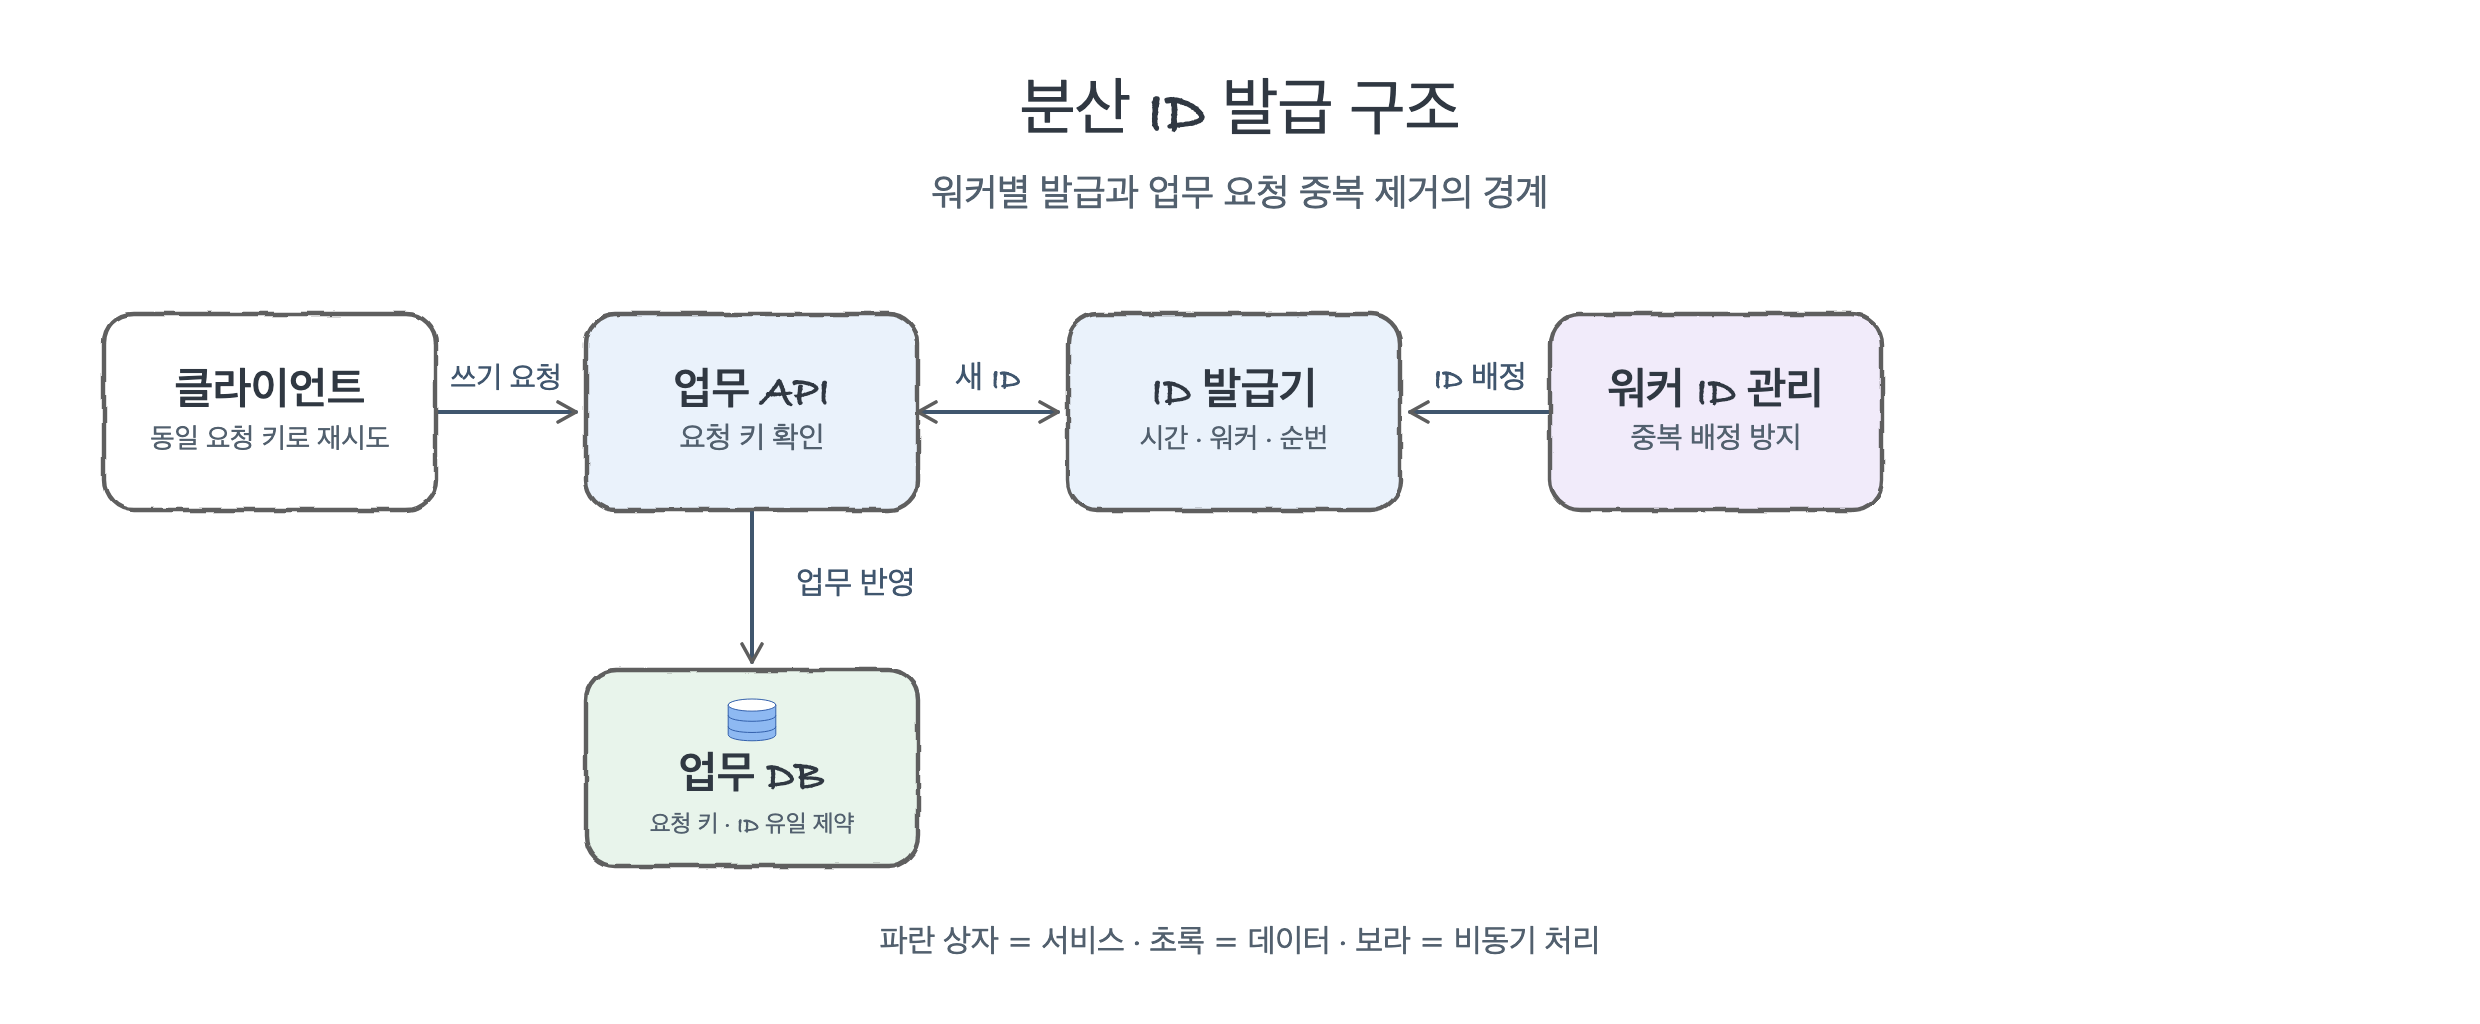 분산 ID 발급 구조
워커별 발급과 업무 요청 중복 제거의 경계
클라이언트
동일 요청 키로 재시도
쓰기 요청
업무 API
요청 키 확인
새 ID
ID 발급기
시간 · 워커 · 순번
ID 배정
워커 ID 관리
중복 배정 방지
업무 반영
업무 DB
요청 키 · ID 유일 제약
파란 상자 = 서비스 · 초록 = 데이터 · 보라 = 비동기 처리